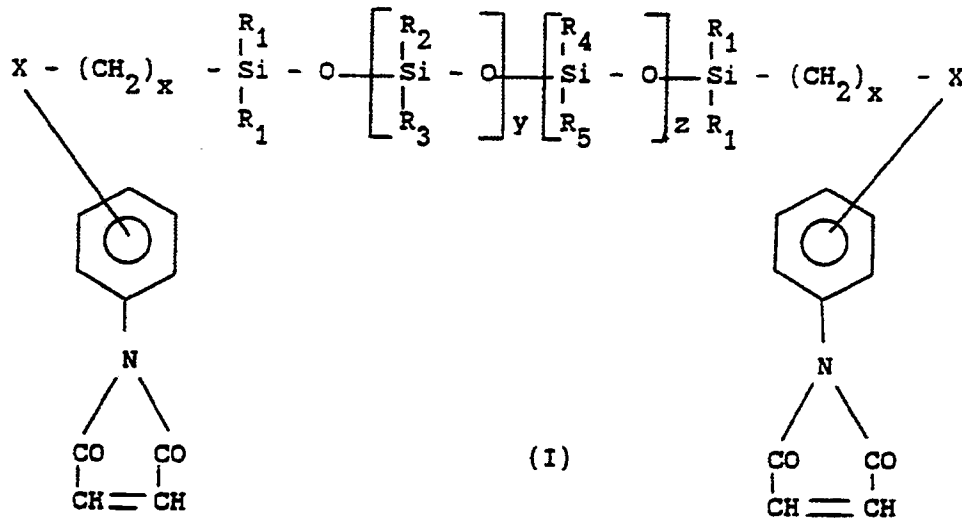 R1 R2 R4 R1
X - (CH2)x - Si - O - [ Si - O ]y [ Si - O ]z Si - (CH2)x - X
R1 R3 R5 R1
N N
CO CO CO CO
(I)
CH = CH CH = CH